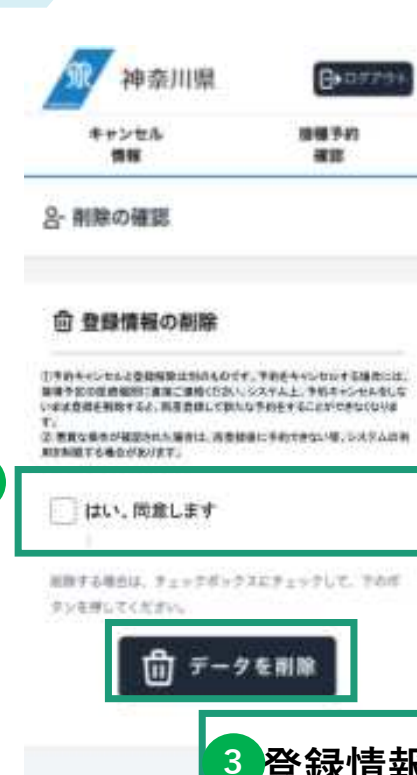 神奈川県
ログアウト
キャンセル
情報
接種予約
確認
削除の確認
登録情報の削除
①予約キャンセルと登録解除は別のものです。予約をキャンセルする場合には、
接種予定の医療機関に直接ご連絡ください。システム上、予約キャンセルをしな
いまま登録を削除すると、再度登録して新たな予約をすることができなくなりま
す。
② 悪質な操作が確認された場合は、再登録後に予約できない等、システムの利
用を制限する場合があります。
はい、同意します
削除する場合は、チェックボックスにチェックして、下のボ
タンを押してください。
データを削除
3 登録情報